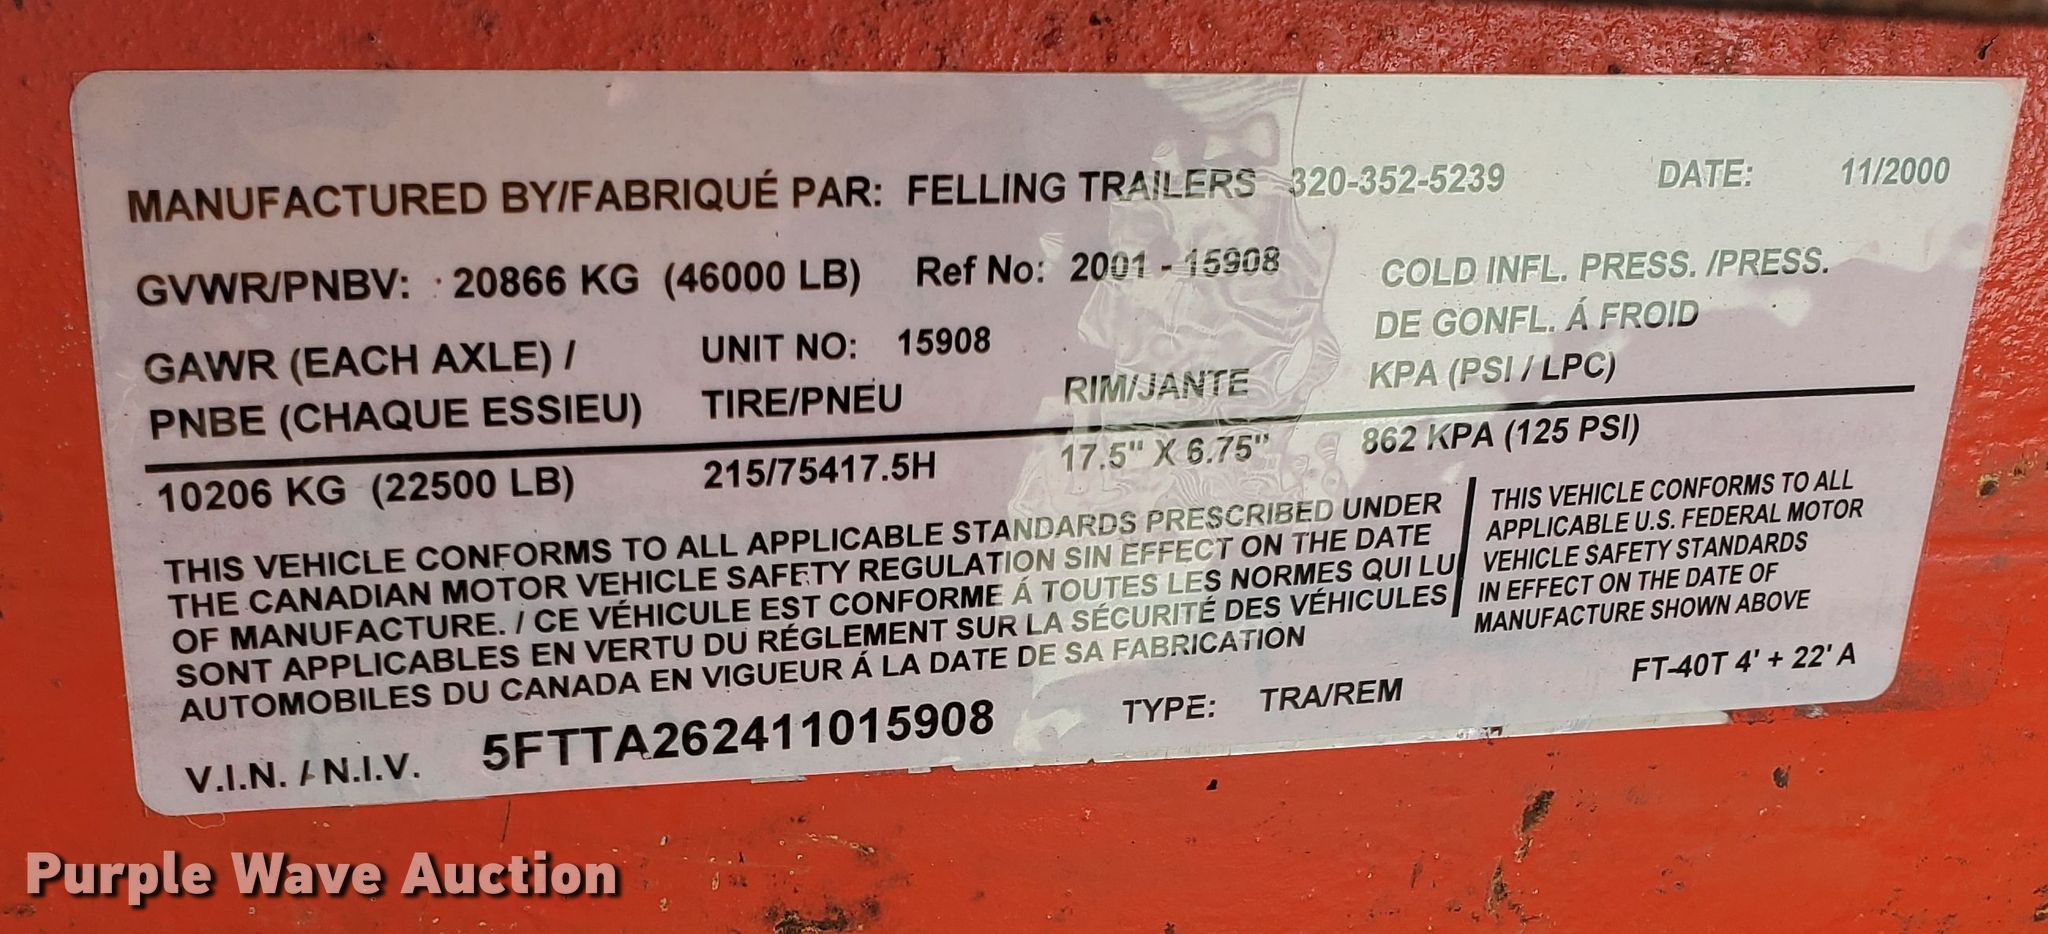 MANUFACTURED BY/FABRIQUÉ PAR: FELLING TRAILERS 320-352-5239 DATE: 11/2000
GVWR/PNBV: 20866 KG (46000 LB) Ref No: 2001 - 15908 COLD INFL. PRESS. /PRESS.
DE GONFL. Á FROID
GAWR (EACH AXLE) / UNIT NO: 15908
KPA (PSI / LPC)
PNBE (CHAQUE ESSIEU) TIRE/PNEU RIM/JANTE
10206 KG (22500 LB) 215/75417.5H 17.5" X 6.75" 862 KPA (125 PSI)
THIS VEHICLE CONFORMS TO ALL APPLICABLE STANDARDS PRESCRIBED UNDER
THE CANADIAN MOTOR VEHICLE SAFETY REGULATION SIN EFFECT ON THE DATE
OF MANUFACTURE. / CE VÉHICULE EST CONFORME Á TOUTES LES NORMES QUI LU
SONT APPLICABLES EN VERTU DU RÉGLEMENT SUR LA SÉCURITÉ DES VÉHICULES
AUTOMOBILES DU CANADA EN VIGUEUR Á LA DATE DE SA FABRICATION
THIS VEHICLE CONFORMS TO ALL
APPLICABLE U.S. FEDERAL MOTOR
VEHICLE SAFETY STANDARDS
IN EFFECT ON THE DATE OF
MANUFACTURE SHOWN ABOVE
V.I.N. / N.I.V. 5FTTA262411015908 TYPE: TRA/REM FT-40T 4' + 22' A
Purple Wave Auction